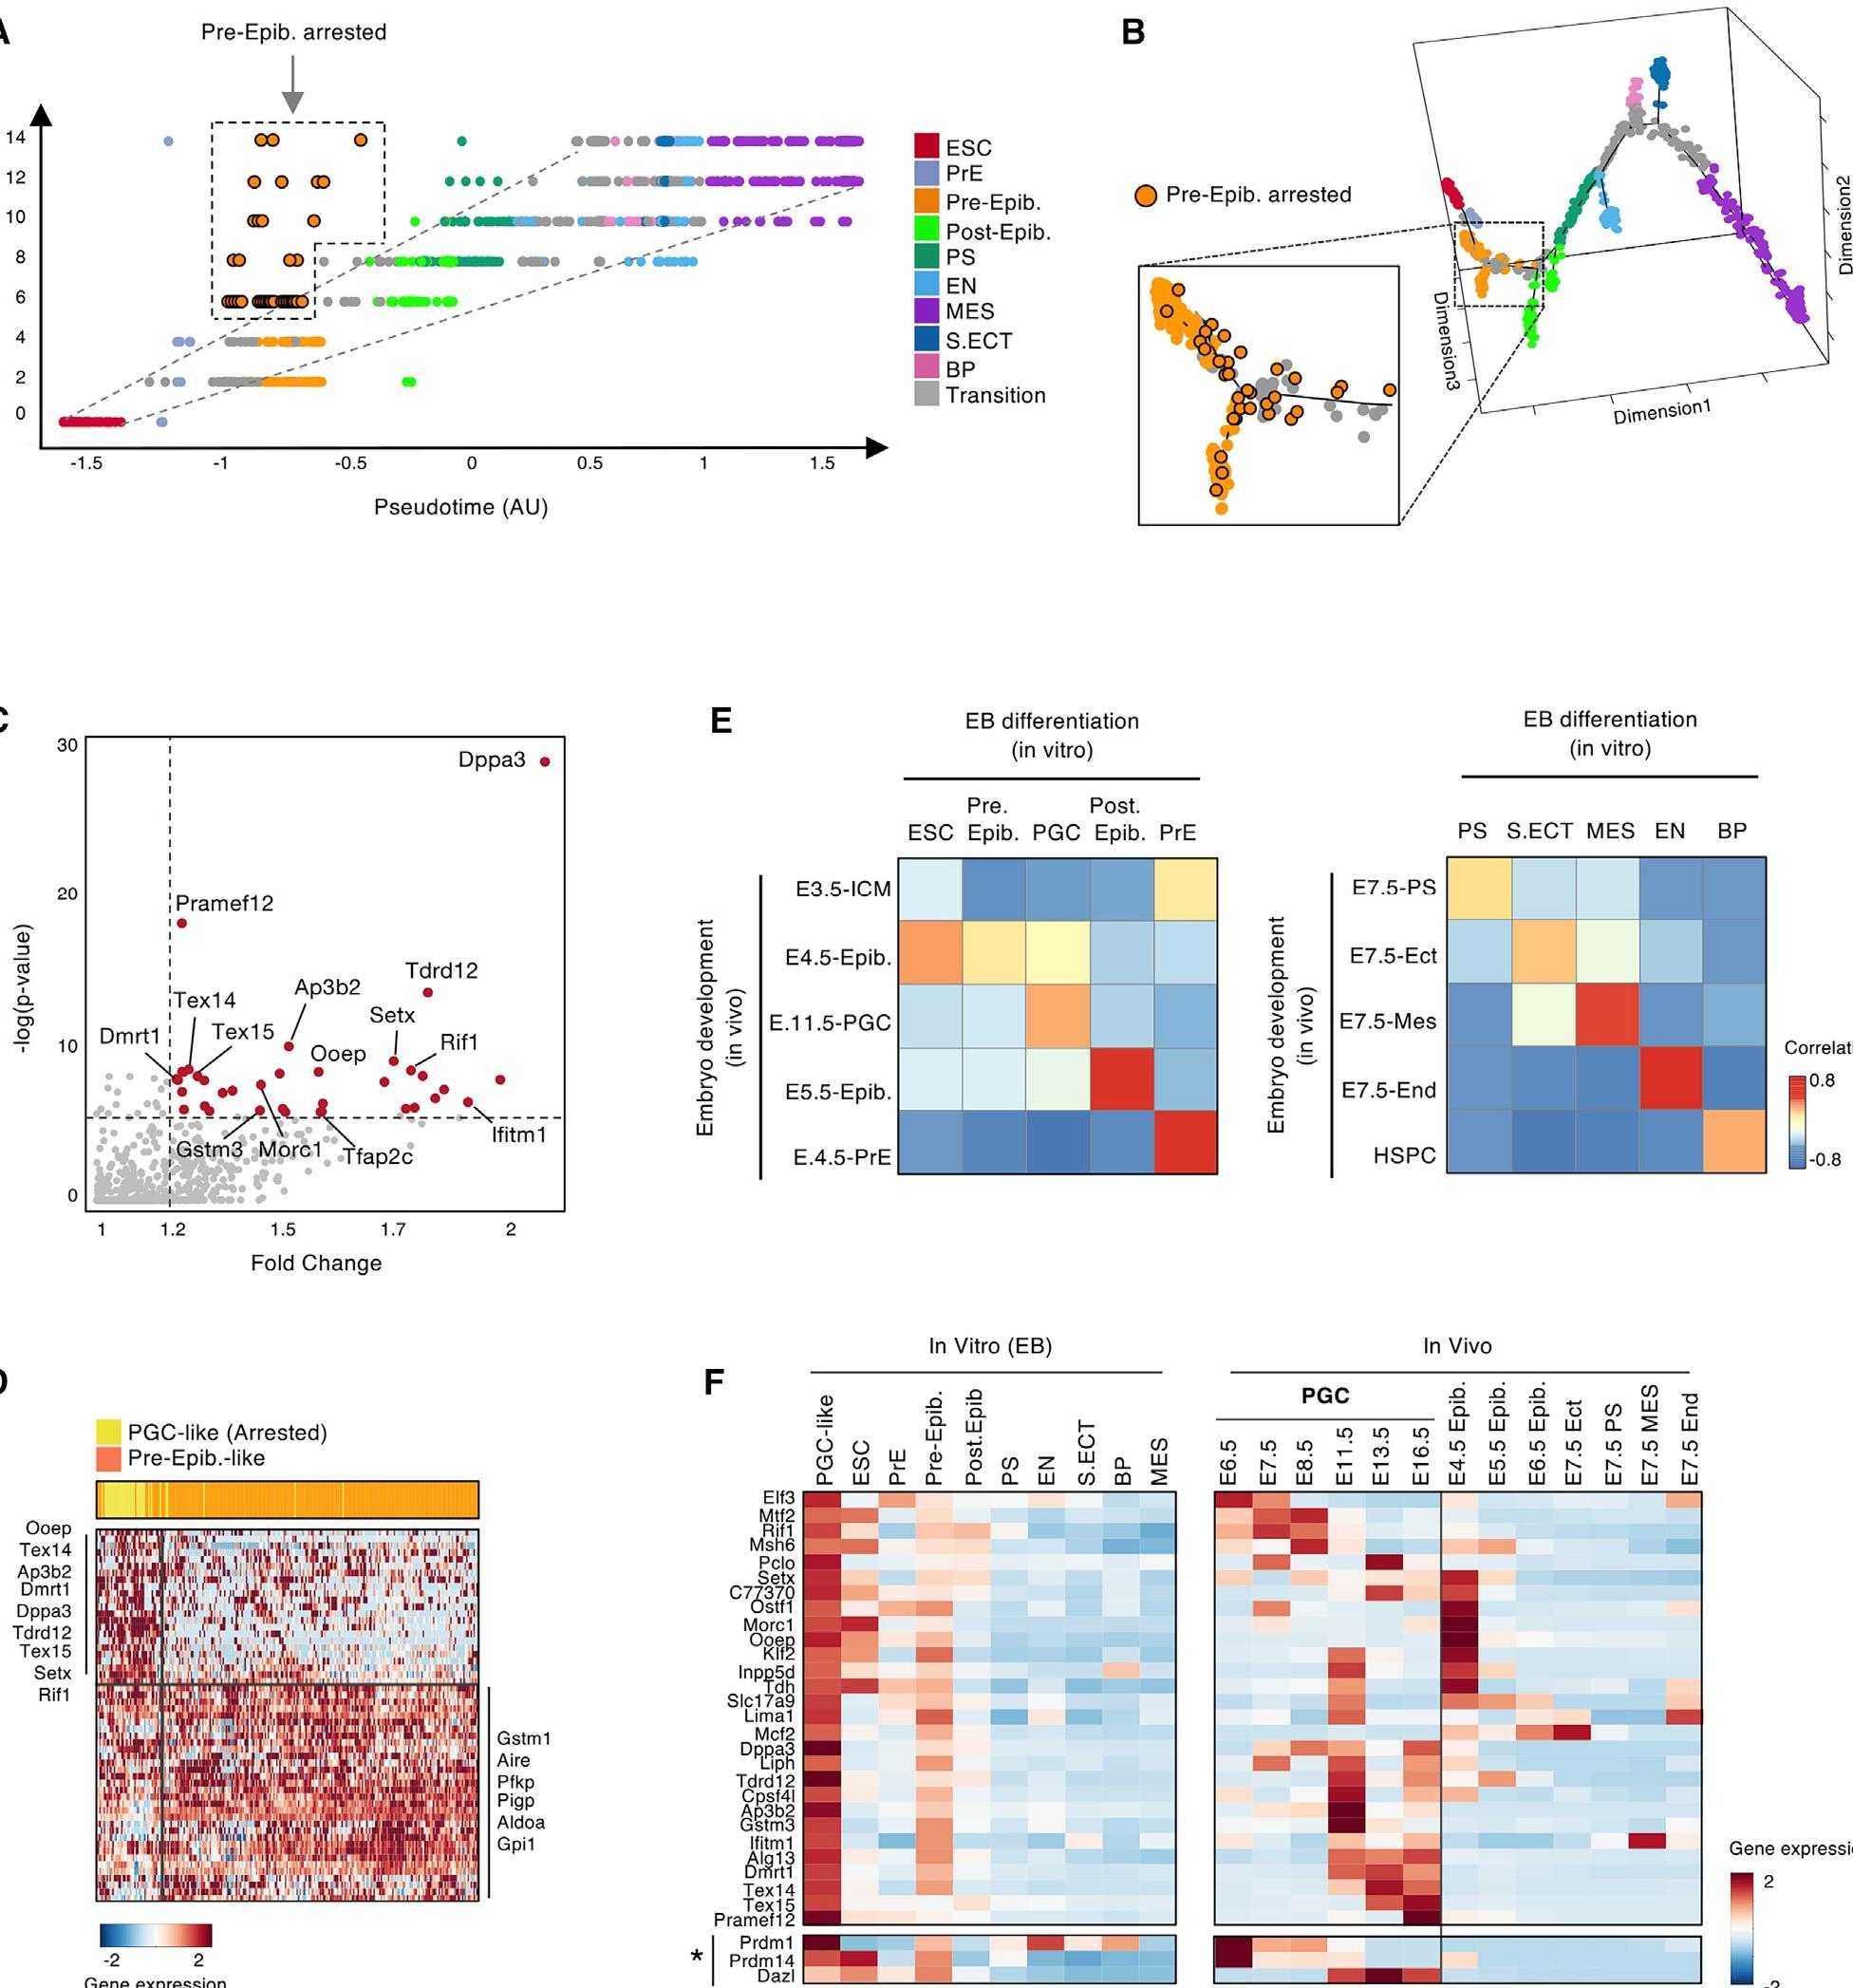 A
Pre-Epib. arrested
14
12
10
8
6
4
2
0
-1.5
-1
-0.5
0
0.5
1
1.5
Pseudotime (AU)
ESC
PrE
Pre-Epib.
Post-Epib.
PS
EN
MES
S.ECT
BP
Transition
B
Pre-Epib. arrested
Dimension3
Dimension1
Dimension2
C
30
20
10
0
-log(p-value)
Dppa3
Pramef12
Tdrd12
Ap3b2
Tex14
Setx
Tex15
Dmrt1
Ooep
Rif1
Gstm3
Morc1
Tfap2c
Ifitm1
1
1.2
1.5
1.7
2
Fold Change
E
EB differentiation
(in vitro)
ESC
Pre.
Epib.
PGC
Post.
Epib.
PrE
Embryo development
(in vivo)
E3.5-ICM
E4.5-Epib.
E.11.5-PGC
E5.5-Epib.
E.4.5-PrE
EB differentiation
(in vitro)
PS
S.ECT
MES
EN
BP
Embryo development
(in vivo)
E7.5-PS
E7.5-Ect
E7.5-Mes
E7.5-End
HSPC
Correlati
0.8
-0.8
D
PGC-like (Arrested)
Pre-Epib.-like
Ooep
Tex14
Ap3b2
Dmrt1
Dppa3
Tdrd12
Tex15
Setx
Rif1
Gstm1
Aire
Pfkp
Pigp
Aldoa
Gpi1
-2
2
Gene expression
F
In Vitro (EB)
PGC-like
ESC
PrE
Pre-Epib.
Post.Epib
PS
EN
S.ECT
BP
MES
In Vivo
PGC
E6.5
E7.5
E8.5
E11.5
E13.5
E16.5
E4.5 Epib.
E5.5 Epib.
E6.5 Epib.
E7.5 Ect
E7.5 PS
E7.5 MES
E7.5 End
Elf3
Mtf2
Rif1
Msh6
Pclo
Setx
C77370
Ostf1
Morc1
Ooep
Klf2
Inpp5d
Tdh
Slc17a9
Lima1
Mcf2
Dppa3
Liph
Tdrd12
Cpsf4l
Ap3b2
Gstm3
Ifitm1
Alg13
Dmrt1
Tex14
Tex15
Pramef12
*
Prdm1
Prdm14
Dazl
Gene expressi
2
-2